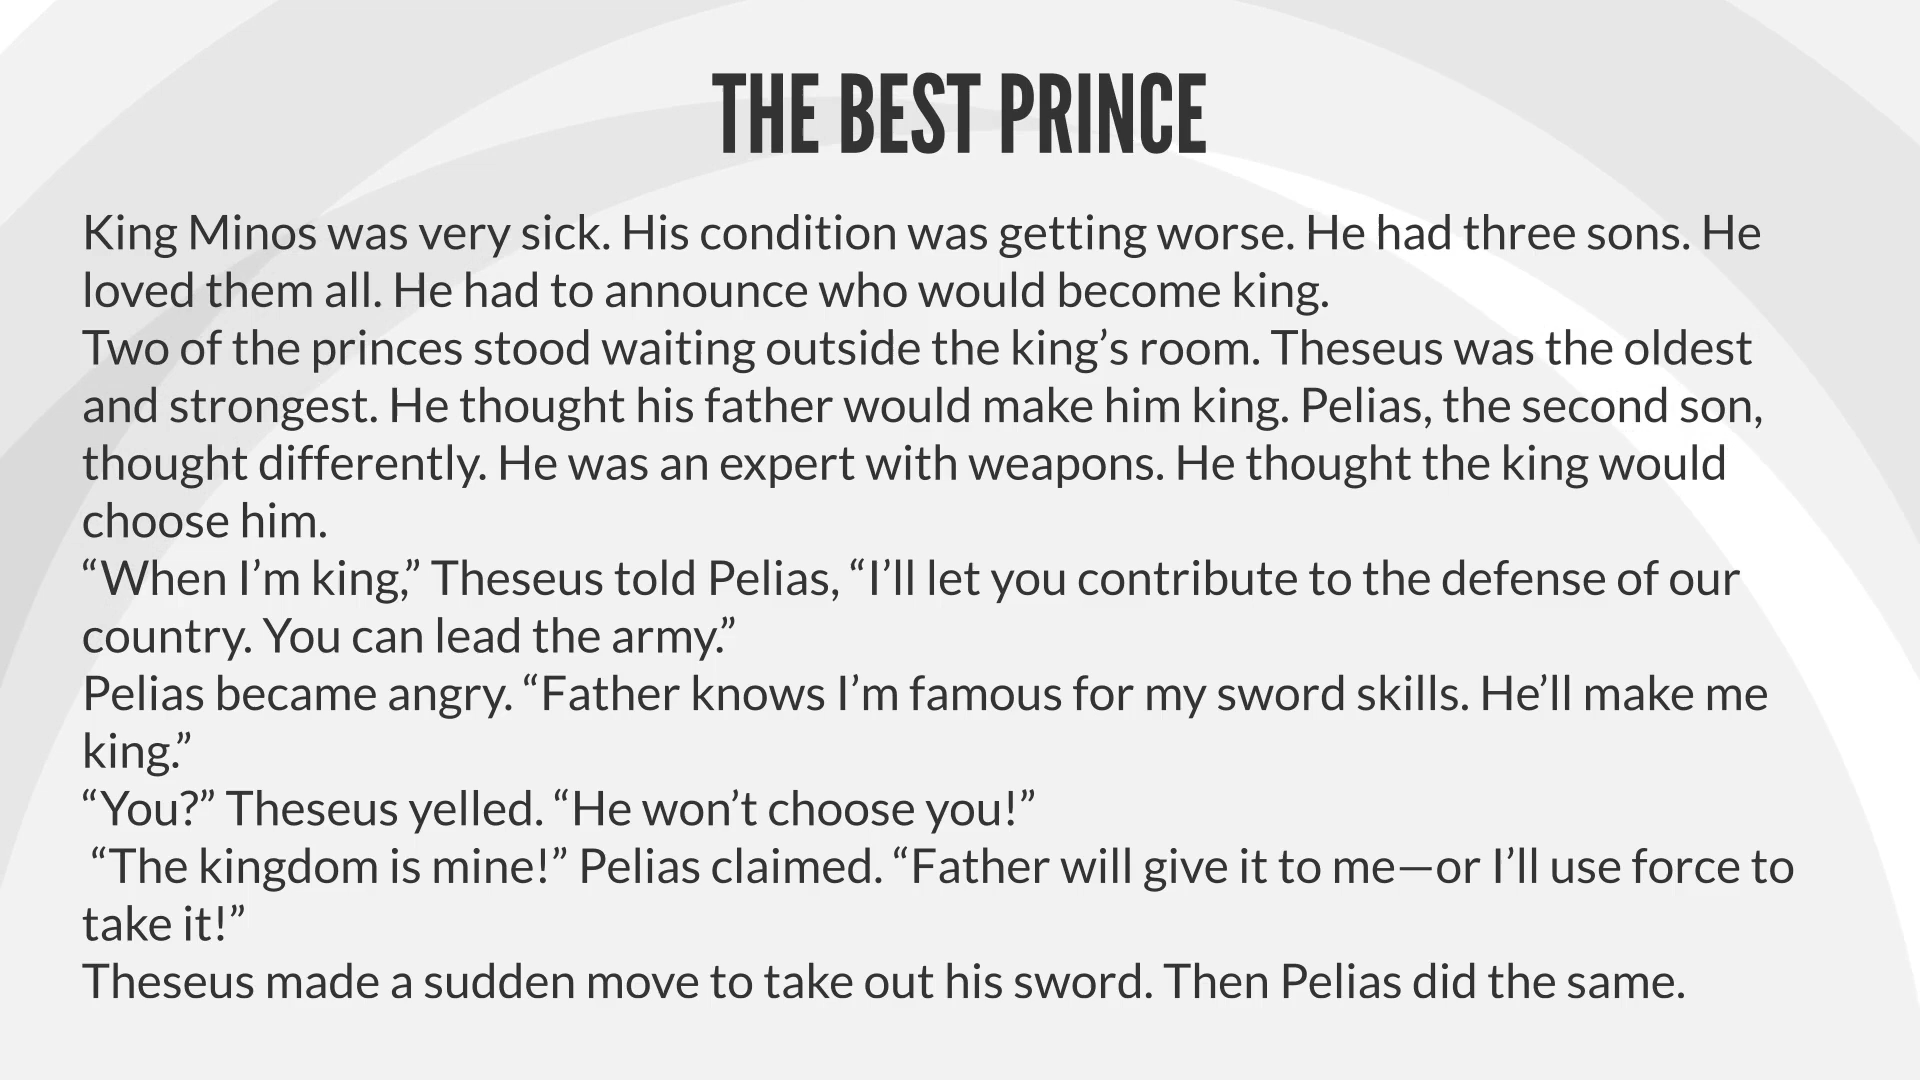 THE BEST PRINCE
King Minos was very sick. His condition was getting worse. He had three sons. He
loved them all. He had to announce who would become king.
Two of the princes stood waiting outside the king’s room. Theseus was the oldest
and strongest. He thought his father would make him king. Pelias, the second son,
thought differently. He was an expert with weapons. He thought the king would
choose him.
“When I’m king,” Theseus told Pelias, “I’ll let you contribute to the defense of our
country. You can lead the army.”
Pelias became angry. “Father knows I’m famous for my sword skills. He’ll make me
king.”
“You?” Theseus yelled. “He won’t choose you!”
“The kingdom is mine!” Pelias claimed. “Father will give it to me—or I’ll use force to
take it!”
Theseus made a sudden move to take out his sword. Then Pelias did the same.